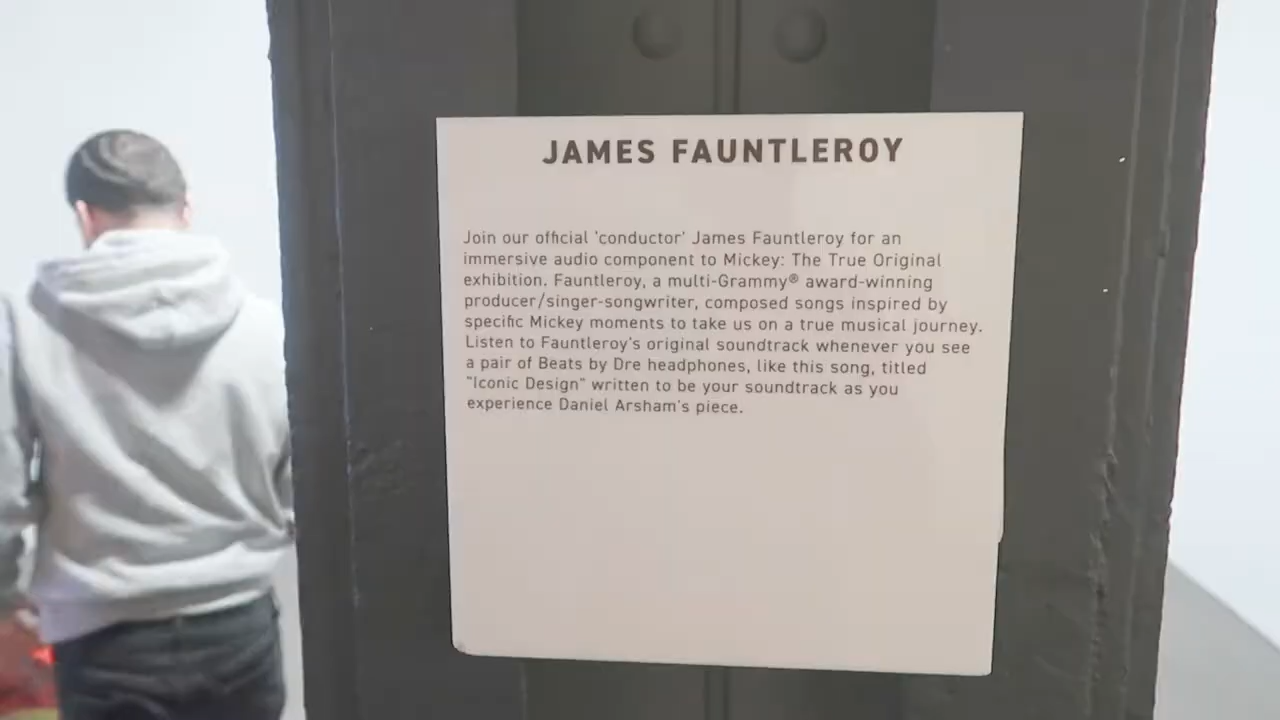 JAMES FAUNTLEROY
Join our official 'conductor' James Fauntleroy for an
immersive audio component to Mickey: The True Original
exhibition. Fauntleroy, a multi-Grammy® award-winning
producer/singer-songwriter, composed songs inspired by
specific Mickey moments to take us on a true musical journey.
Listen to Fauntleroy's original soundtrack whenever you see
a pair of Beats by Dre headphones, like this song, titled
"Iconic Design" written to be your soundtrack as you
experience Daniel Arsham's piece.